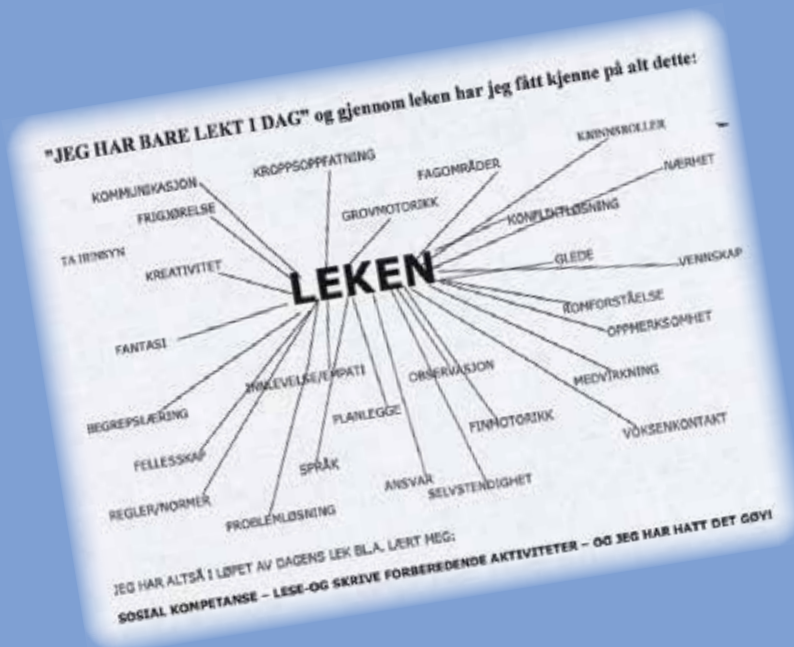 "JEG HAR BARE LEKT I DAG" og gjennom leken har jeg fått kjenne på alt dette:
KOMMUNIKASJON
KROPPSOPPFATNING
FAGOMRÅDER
KJØNNSROLLER
NÆRHET
FRIGJØRELSE
GROVMOTORIKK
KONFLIKTLØSNING
TA HENSYN
KREATIVITET
LEKEN
GLEDE
VENNSKAP
FANTASI
ROMFORSTÅELSE
OPPMERKSOMHET
INNLEVELSE/EMPATI
OBSERVASJON
MEDVIRKNING
BEGREPSLÆRING
PLANLEGGE
FINMOTORIKK
VOKSENKONTAKT
FELLESSKAP
SPRÅK
ANSVAR
SELVSTENDIGHET
REGLER/NORMER
PROBLEMLØSNING
JEG HAR ALTSÅ I LØPET AV DAGENS LEK BL.A. LÆRT MEG:
SOSIAL KOMPETANSE – LESE-OG SKRIVE FORBEREDENDE AKTIVITETER – OG JEG HAR HATT DET GØY!